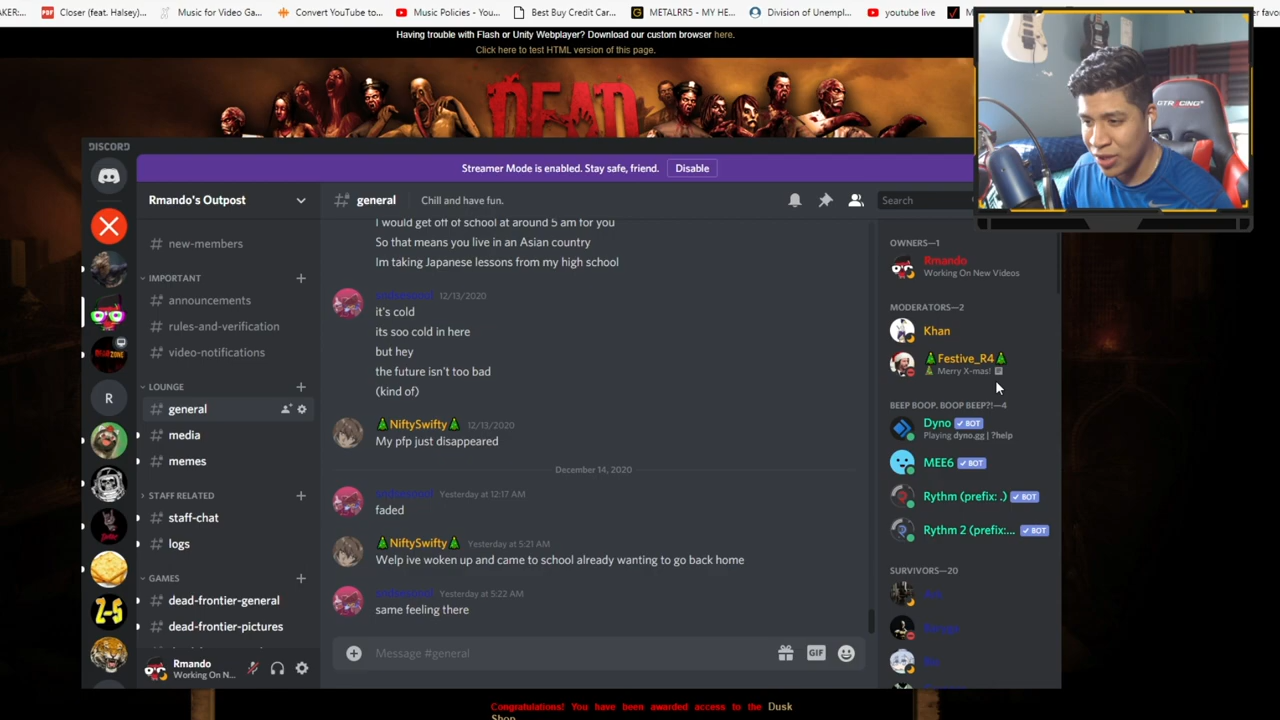 AKER:...
Closer (feat. Halsey)...
Music for Video Ga...
Convert YouTube to...
Music Policies - You...
Best Buy Credit Car...
METALRR5 - MY HE...
Division of Unempl...
youtube live
Having trouble with Flash or Unity Webplayer? Download our custom browser here.
Click here to test HTML version of this page.
DEAD
GTRACING
DISCORD
Streamer Mode is enabled. Stay safe, friend.
Disable
Rmando's Outpost
# general
Chill and have fun.
Search
# new-members
IMPORTANT
# announcements
# rules-and-verification
# video-notifications
LOUNGE
# general
# media
# memes
STAFF RELATED
# staff-chat
# logs
GAMES
# dead-frontier-general
# dead-frontier-pictures
Rmando
Working On N...
R
DEADZONE
Z-S
I would get off of school at around 5 am for you
So that means you live in an Asian country
Im taking Japanese lessons from my high school
12/13/2020
it's cold
its soo cold in here
but hey
the future isn't too bad
(kind of)
NiftySwifty
12/13/2020
My pfp just disappeared
December 14, 2020
Yesterday at 12:17 AM
faded
NiftySwifty
Yesterday at 5:21 AM
Welp ive woken up and came to school already wanting to go back home
Yesterday at 5:22 AM
same feeling there
Message #general
GIF
OWNERS—1
Rmando
Working On New Videos
MODERATORS—2
Khan
Festive_R4
Merry X-mas!
BEEP BOOP. BOOP BEEP?!—4
Dyno BOT
Playing dyno.gg | ?help
MEE6 BOT
Rythm (prefix: .) BOT
Rythm 2 (prefix:... BOT
SURVIVORS—20
Congratulations! You have been awarded access to the Dusk
Shop